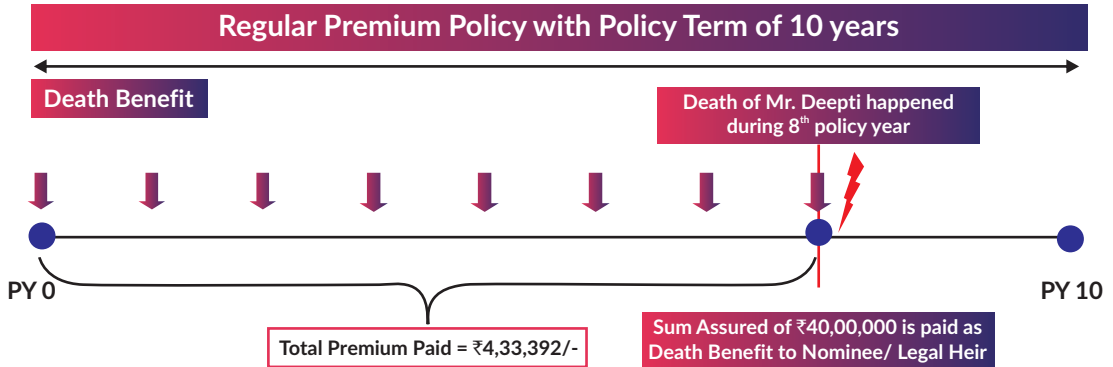 Regular Premium Policy with Policy Term of 10 years
Death Benefit
Death of Mr. Deepti happened
during 8th policy year
PY 0
PY 10
Total Premium Paid = ₹4,33,392/-
Sum Assured of ₹40,00,000 is paid as
Death Benefit to Nominee/ Legal Heir